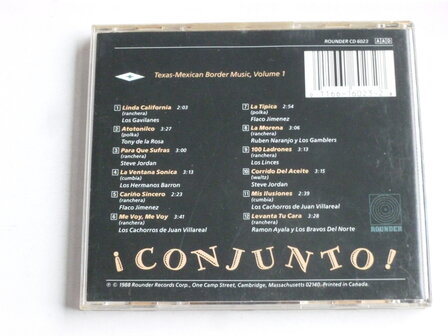 ROUNDER CD 6023 AAD
Texas-Mexican Border Music, Volume 1
1 Linda California 2:03
(ranchera)
Los Gavilanes
2 Atotonilco 3:27
(polka)
Tony de la Rosa
3 Para Que Sufras 3:00
(ranchera)
Steve Jordan
4 La Ventana Sonica 3:13
(cumbia)
Los Hermanos Barron
5 Cariño Sincero 2:23
(ranchera)
Flaco Jimenez
6 Me Voy, Me Voy 3:41
(ranchera)
Los Cachorros de Juan Villareal
7 La Tipica 2:54
(polka)
Flaco Jimenez
8 La Morena 3:06
(ranchera)
Ruben Naranjo y Los Gamblers
9 100 Ledrones 3:13
(ranchera)
Los Linces
10 Corrido Del Aceite 3:15
(waltz)
Steve Jordan
11 Mis Ilusiones 2:39
(cumbia)
Los Cachorros de Juan Villareal
12 Levanta Tu Cara 3:28
(ranchera)
Ramon Ayala y Los Bravos Del Norte
ROUNDER
¡CONJUNTO!
℗ © 1988 Rounder Records Corp., One Camp Street, Cambridge, Massachusetts 02140. Printed in Canada.